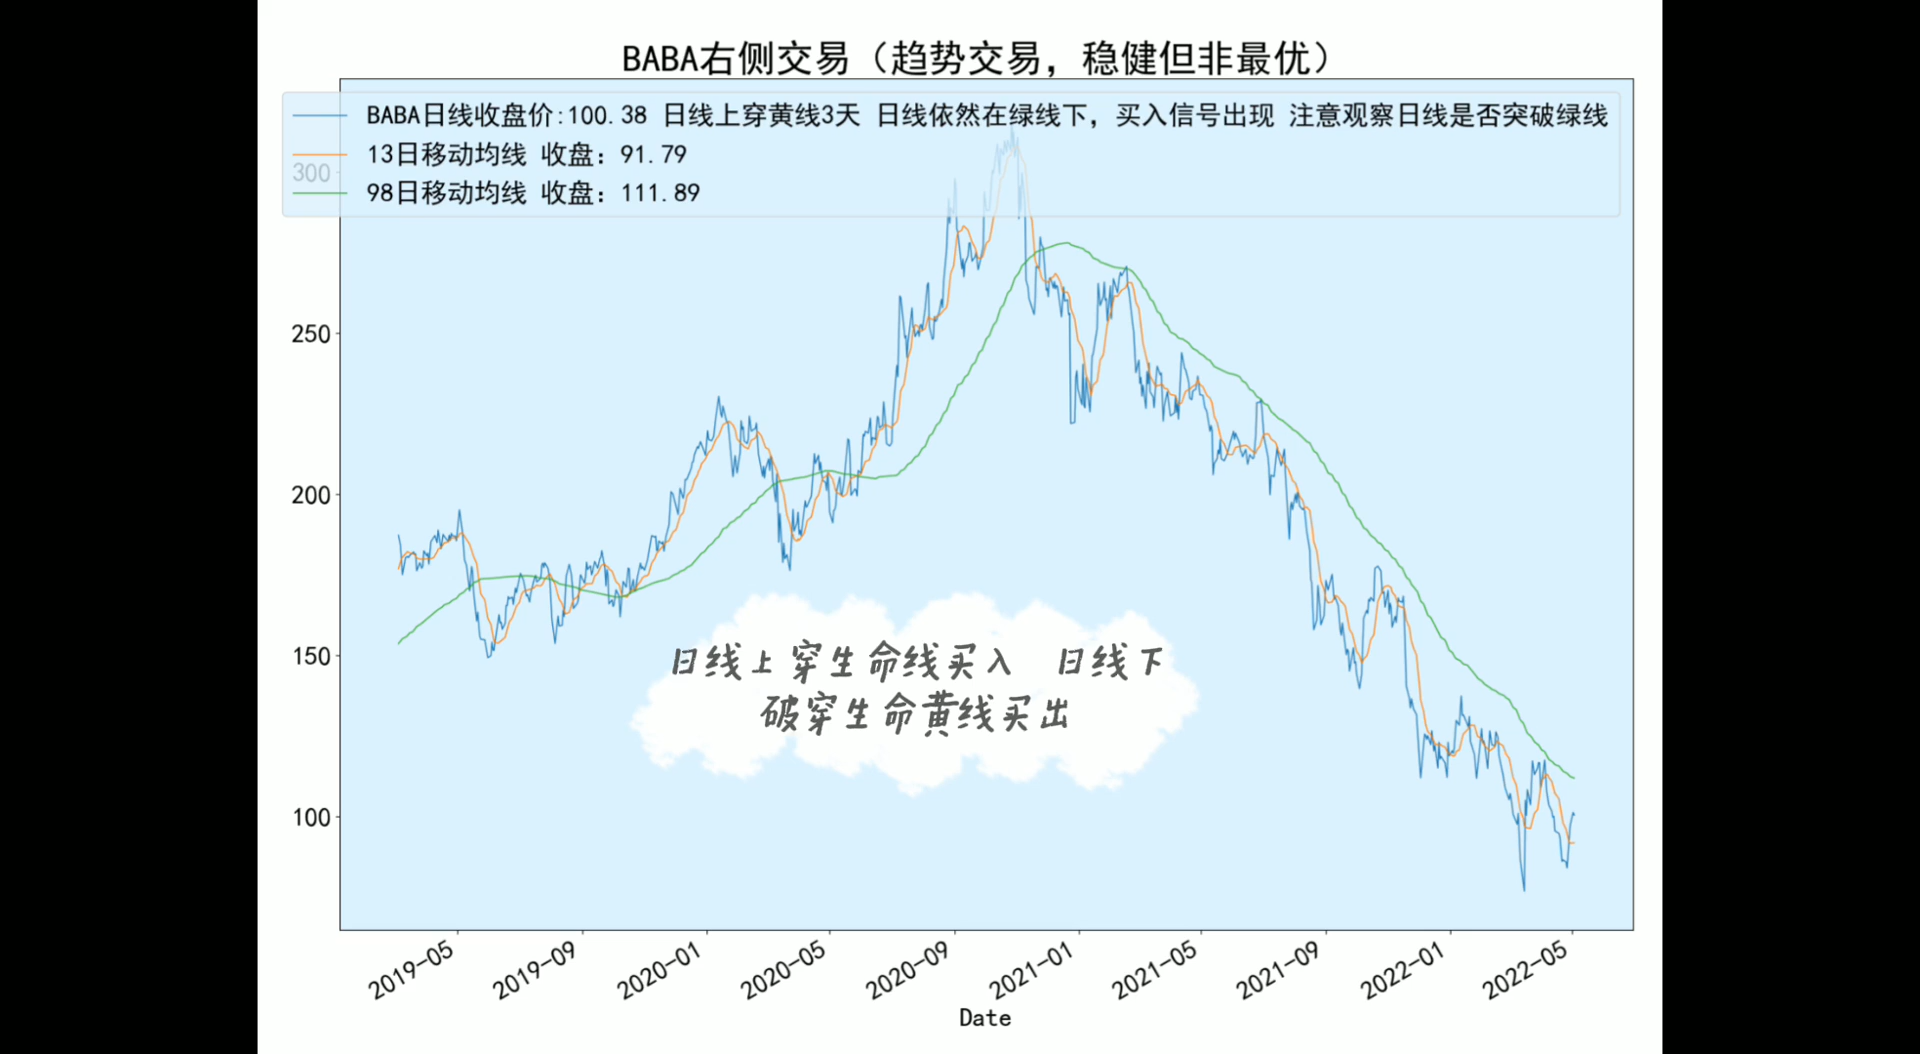 BABA右侧交易（趋势交易，稳健但非最优）
BABA日线收盘价:100.38 日线上穿黄线3天 日线依然在绿线下，买入信号出现 注意观察日线是否突破绿线
13日移动均线 收盘：91.79
98日移动均线 收盘：111.89
300
250
200
150
100
日线上穿生命线买入 日线下
破穿生命黄线买出
2019-05
2019-09
2020-01
2020-05
2020-09
2021-01
2021-05
2021-09
2022-01
2022-05
Date